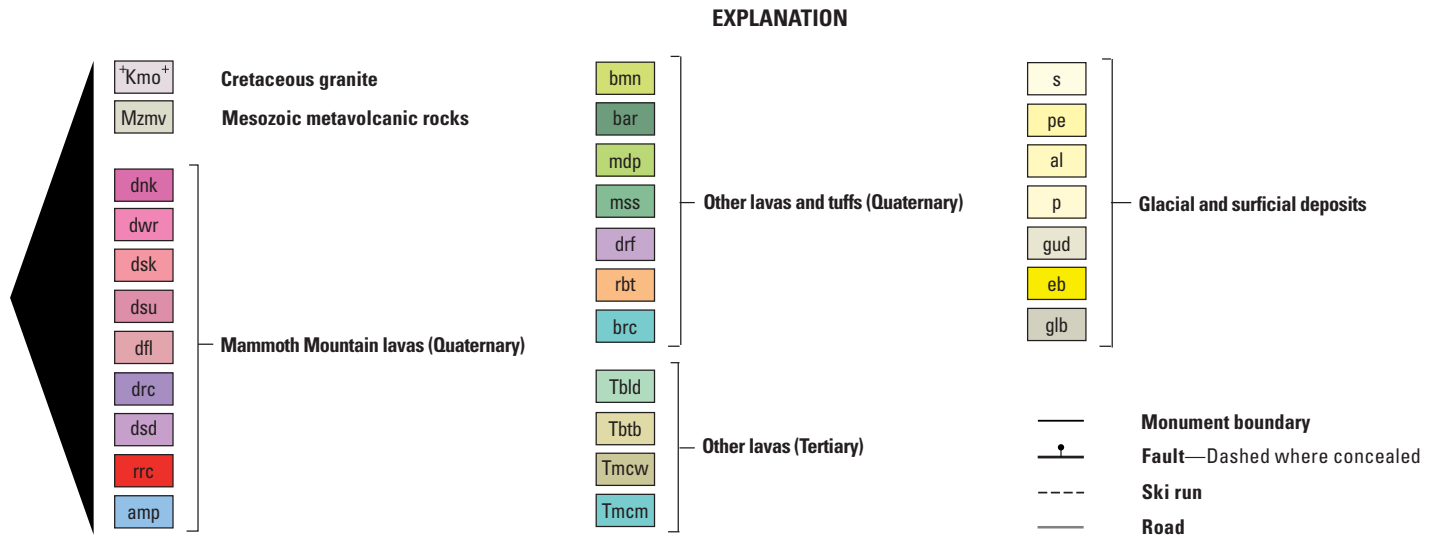 EXPLANATION
+Kmo+ Cretaceous granite
Mzmv Mesozoic metavolcanic rocks
dnk
dwr
dsk
dsu
dfl
drc
dsd
rrc
amp
Mammoth Mountain lavas (Quaternary)
bmn
bar
mdp
mss
drf
rbt
brc
Other lavas and tuffs (Quaternary)
Tbld
Tbtb
Tmcw
Tmcm
Other lavas (Tertiary)
s
pe
al
p
gud
eb
glb
Glacial and surficial deposits
Monument boundary
Fault—Dashed where concealed
Ski run
Road